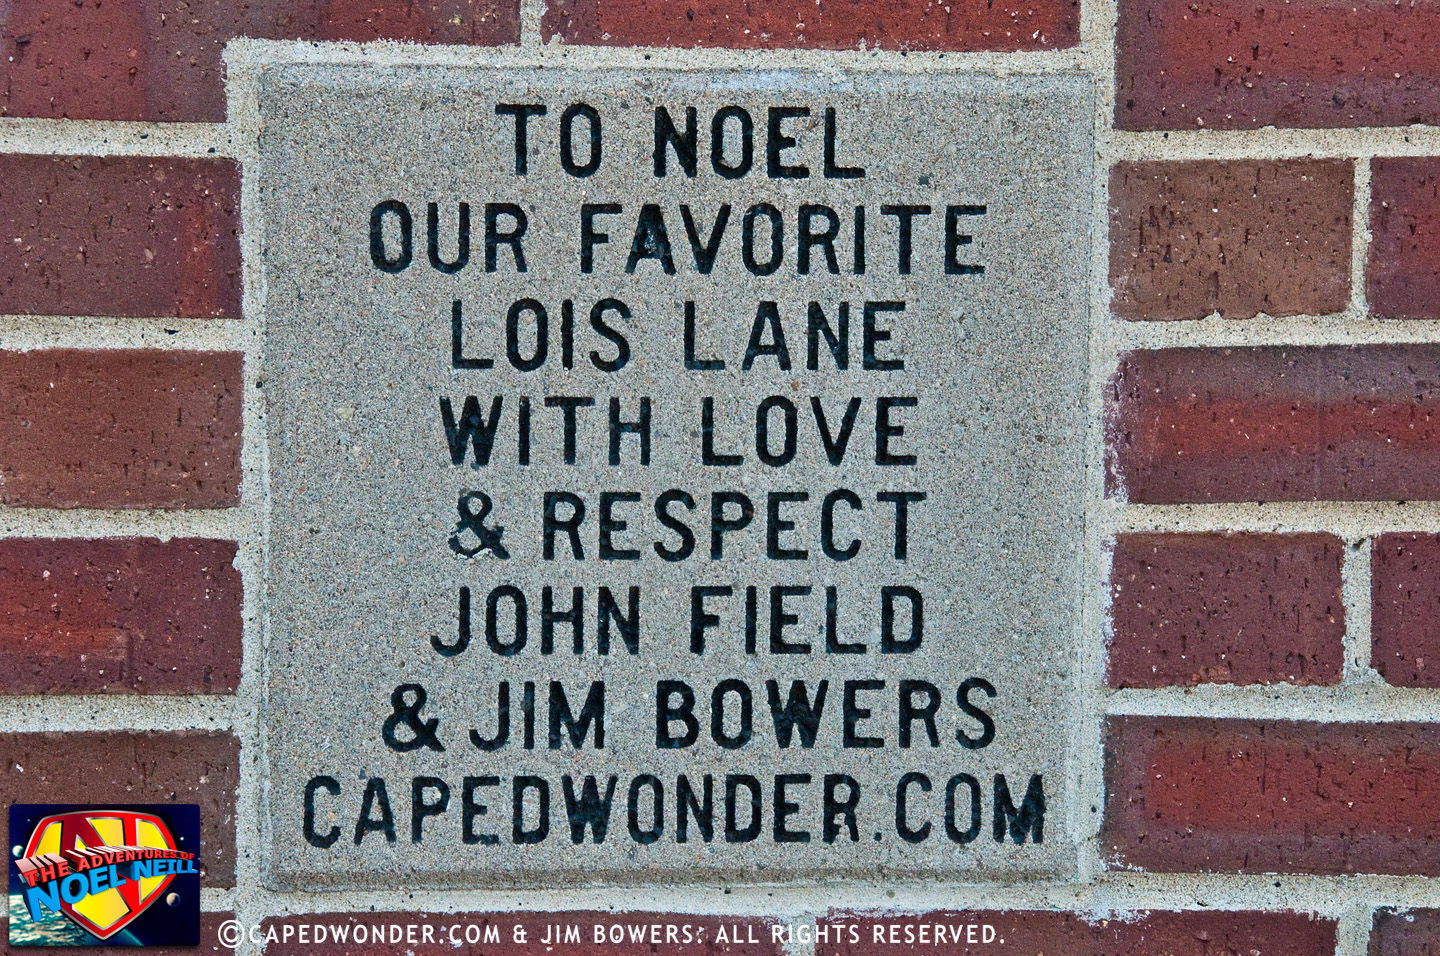 TO NOEL
OUR FAVORITE
LOIS LANE
WITH LOVE
& RESPECT
JOHN FIELD
& JIM BOWERS
CAPEDWONDER.COM
THE ADVENTURES OF
NOEL NEILL
©CAPEDWONDER.COM & JIM BOWERS. ALL RIGHTS RESERVED.